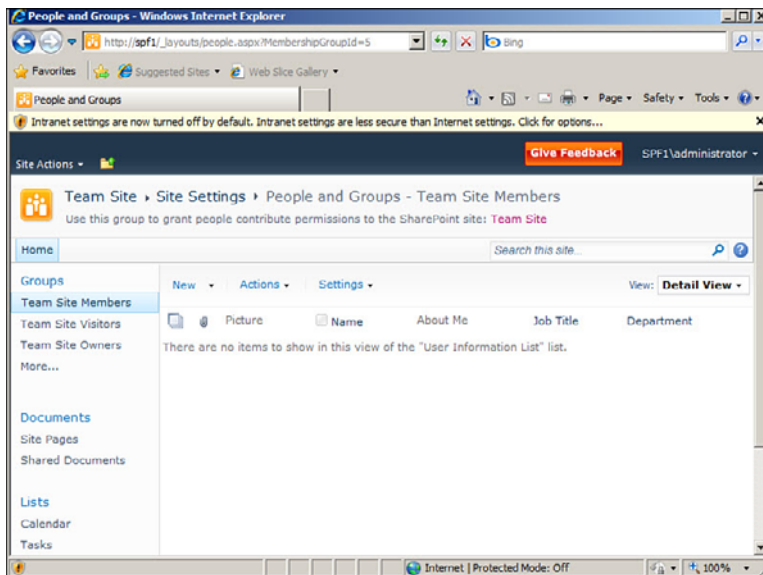 People and Groups - Windows Internet Explorer
http://spf1/_layouts/people.aspx?MembershipGroupId=5
Bing
Favorites Suggested Sites Web Slice Gallery
People and Groups
Page Safety Tools
Intranet settings are now turned off by default. Intranet settings are less secure than Internet settings. Click for options...
Site Actions Give Feedback SPF1\administrator
Team Site Site Settings People and Groups - Team Site Members
Use this group to grant people contribute permissions to the SharePoint site: Team Site
Home Search this site...
Groups
Team Site Members
Team Site Visitors
Team Site Owners
More...
Documents
Site Pages
Shared Documents
Lists
Calendar
Tasks
New Actions Settings View: Detail View
Picture Name About Me Job Title Department
There are no items to show in this view of the "User Information List" list.
Internet | Protected Mode: Off 100%